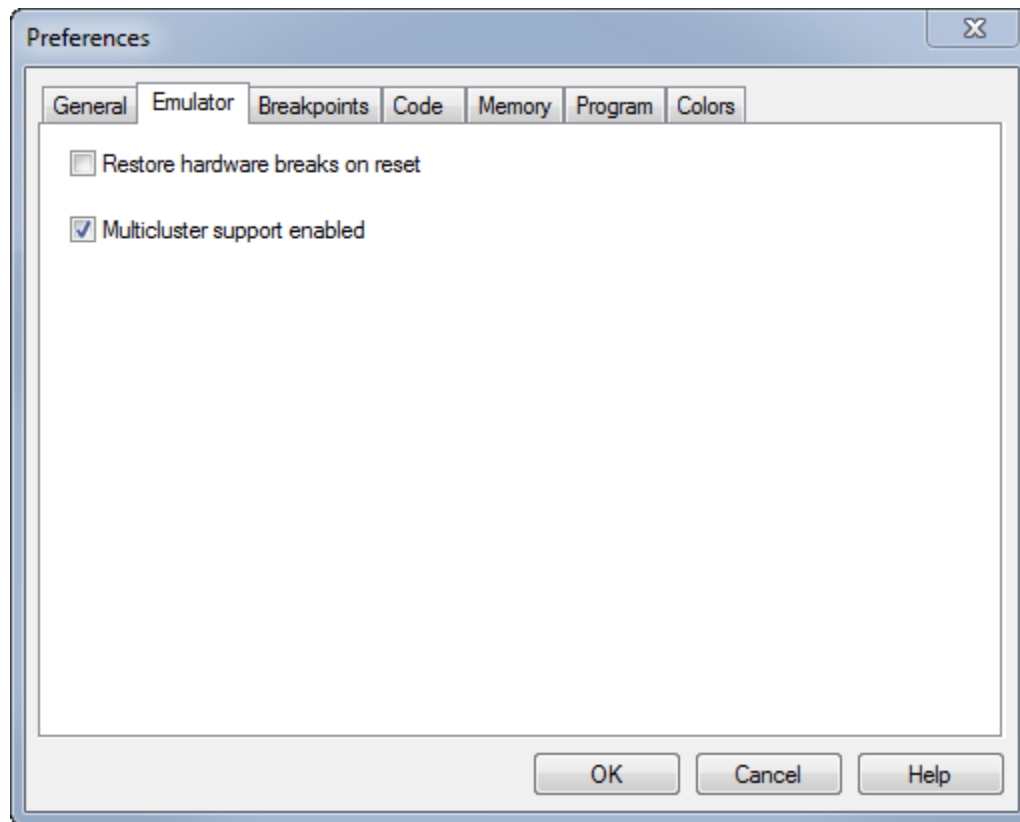 Preferences
General Emulator Breakpoints Code Memory Program Colors
Restore hardware breaks on reset
Multicluster support enabled
OK Cancel Help